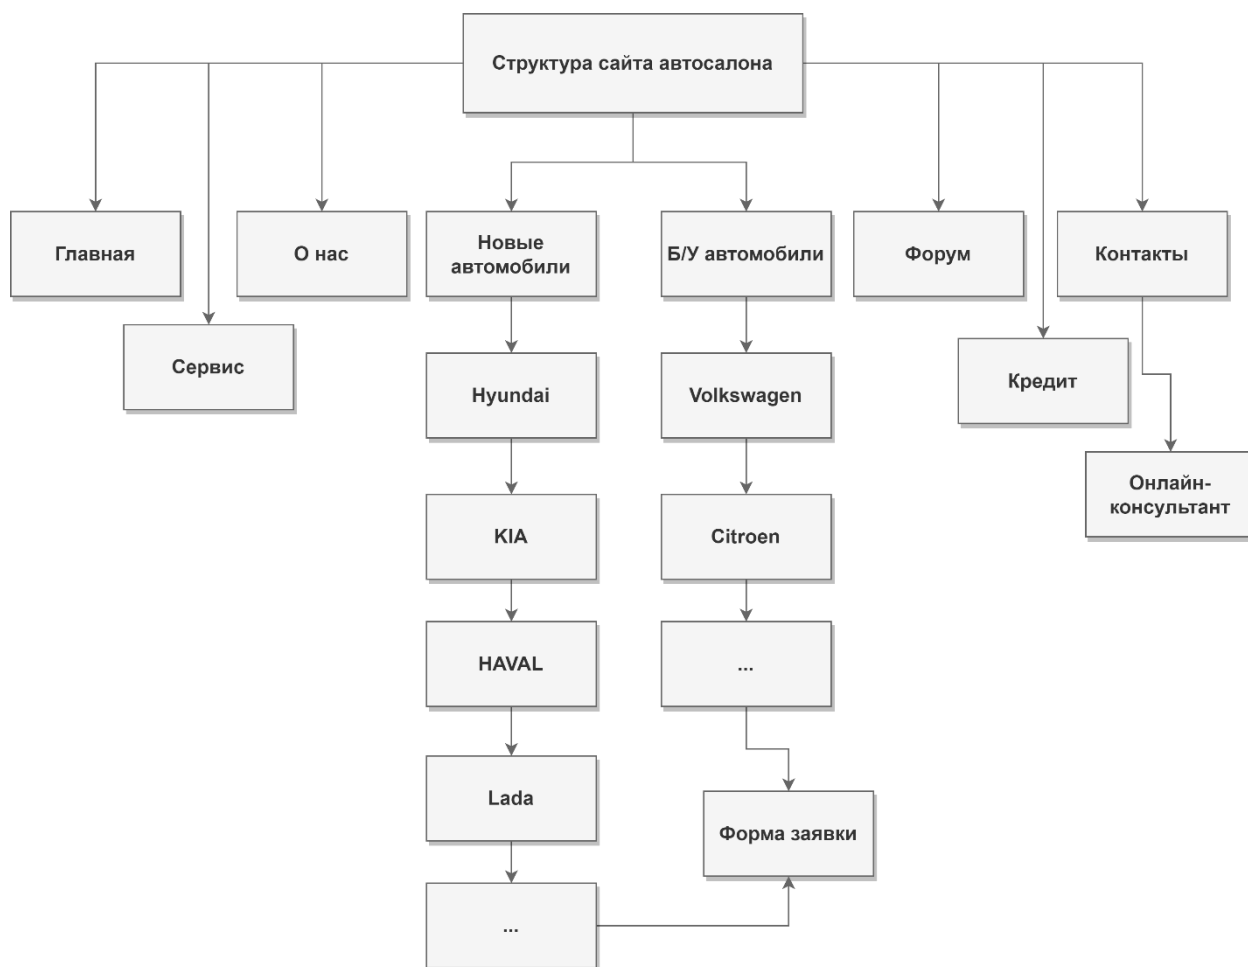 Структура сайта автосалона
Главная
О нас
Новые
автомобили
Б/У автомобили
Форум
Контакты
Сервис
Hyundai
Volkswagen
Кредит
Онлайн-
консультант
KIA
Citroen
HAVAL
...
Lada
Форма заявки
...